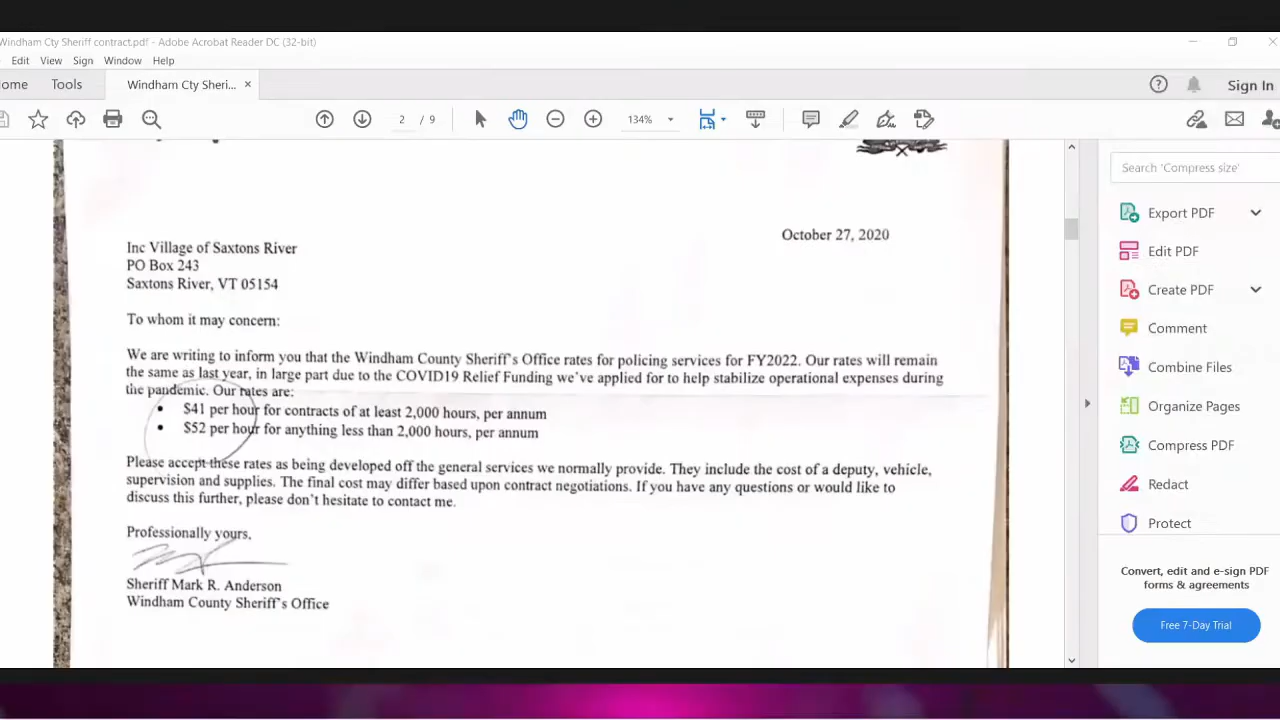 Windham Cty Sheriff contract.pdf - Adobe Acrobat Reader DC (32-bit)
Edit View Sign Window Help
Tools Windham Cty Sheri... × Sign In
2 / 9 134%
Search 'Compress size'
October 27, 2020
Inc Village of Saxtons River
PO Box 243
Saxtons River, VT 05154
To whom it may concern:
We are writing to inform you that the Windham County Sheriff's Office rates for policing services for FY2022. Our rates will remain
the same as last year, in large part due to the COVID19 Relief Funding we've applied for to help stabilize operational expenses during
the pandemic. Our rates are:
• $41 per hour for contracts of at least 2,000 hours, per annum
• $52 per hour for anything less than 2,000 hours, per annum
Please accept these rates as being developed off the general services we normally provide. They include the cost of a deputy, vehicle,
supervision and supplies. The final cost may differ based upon contract negotiations. If you have any questions or would like to
discuss this further, please don't hesitate to contact me.
Professionally yours,
Sheriff Mark R. Anderson
Windham County Sheriff's Office
Export PDF
Edit PDF
Create PDF
Comment
Combine Files
Organize Pages
Compress PDF
Redact
Protect
Convert, edit and e-sign PDF
forms & agreements
Free 7-Day Trial